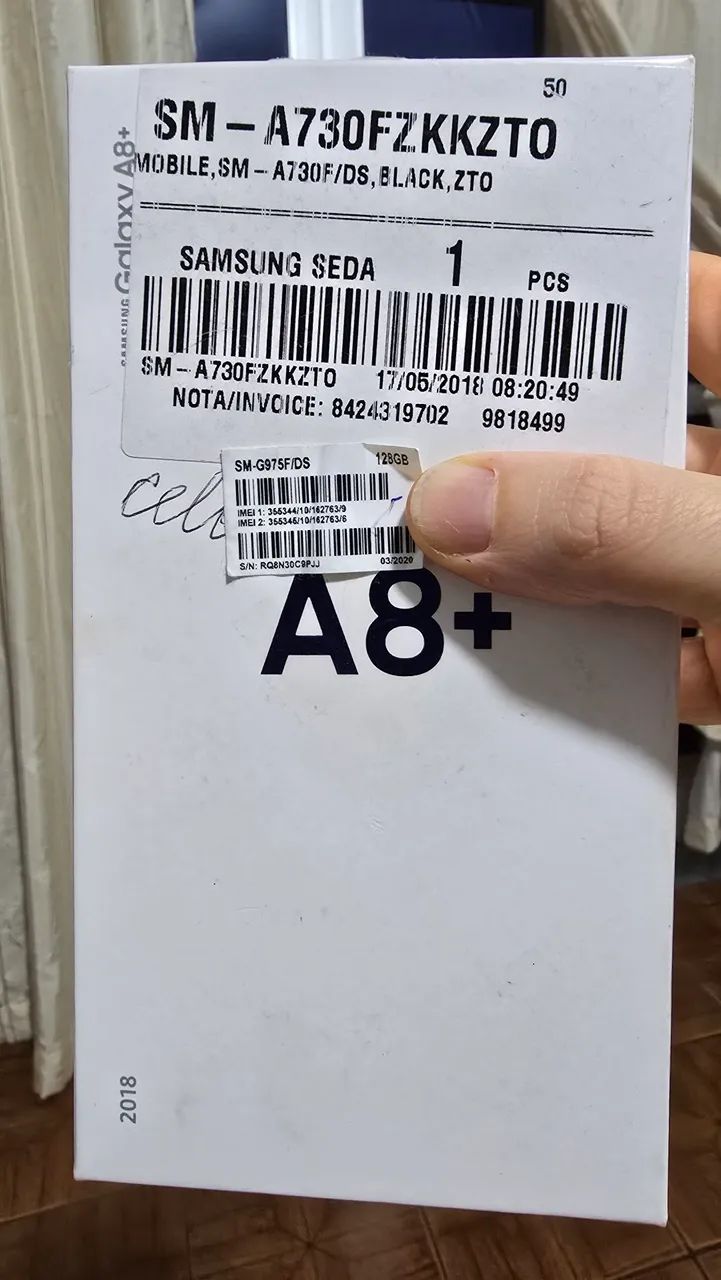 50
SM-A730FZKKZTO
MOBILE,SM-A730F/DS,BLACK,ZTO
SAMSUNG SEDA 1 PCS
SM-A730FZKKZTO 17/05/2018 08:20:49
NOTA/INVOICE: 8424319702 9818499
SAMSUNG Galaxy A8+
SM-G975F/DS 128GB
IMEI 1: 355344/10/162763/9
IMEI 2: 355345/10/162763/6
S/N: RQ8N30C9PJJ 03/2020
A8+
2018